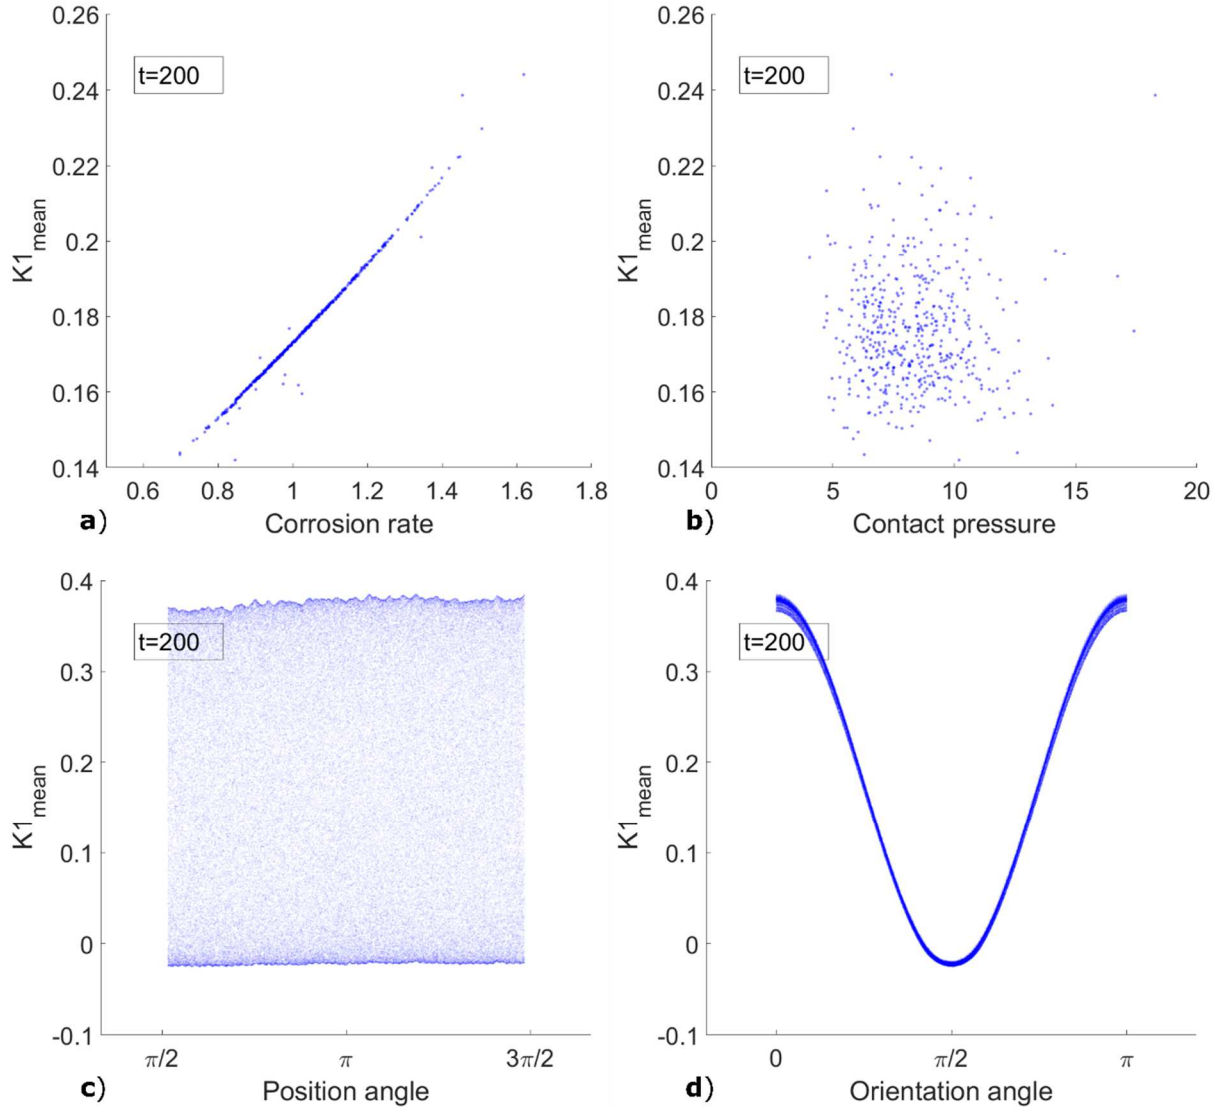 0.26
0.24
0.22
0.2
0.18
0.16
0.14
K1mean
t=200
0.6 0.8 1 1.2 1.4 1.6 1.8
a) Corrosion rate
0.26
0.24
0.22
0.2
0.18
0.16
0.14
K1mean
t=200
0 5 10 15 20
b) Contact pressure
0.4
0.3
0.2
0.1
0
-0.1
K1mean
t=200
π/2 π 3π/2
c) Position angle
0.4
0.3
0.2
0.1
0
-0.1
K1mean
t=200
0 π/2 π
d) Orientation angle